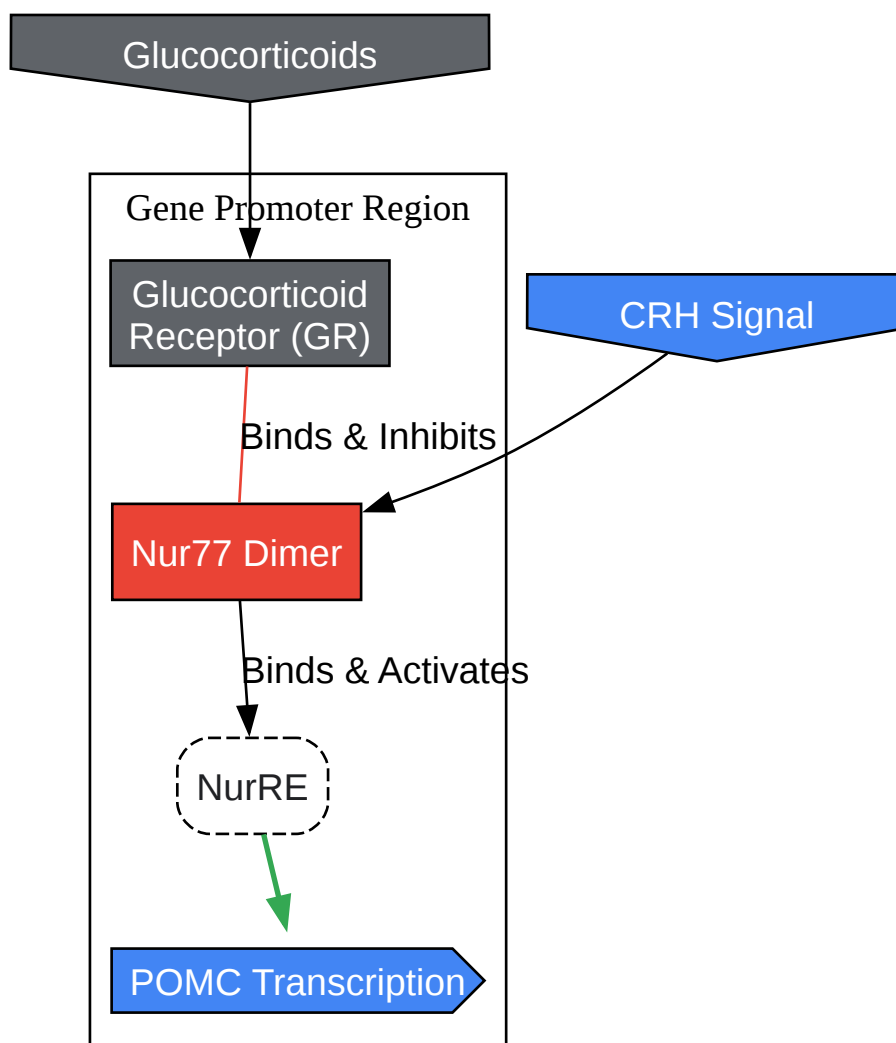 Glucocorticoids
Gene Promoter Region
Glucocorticoid
Receptor (GR)
CRH Signal
Binds & Inhibits
Nur77 Dimer
Binds & Activates
NurRE
POMC Transcription